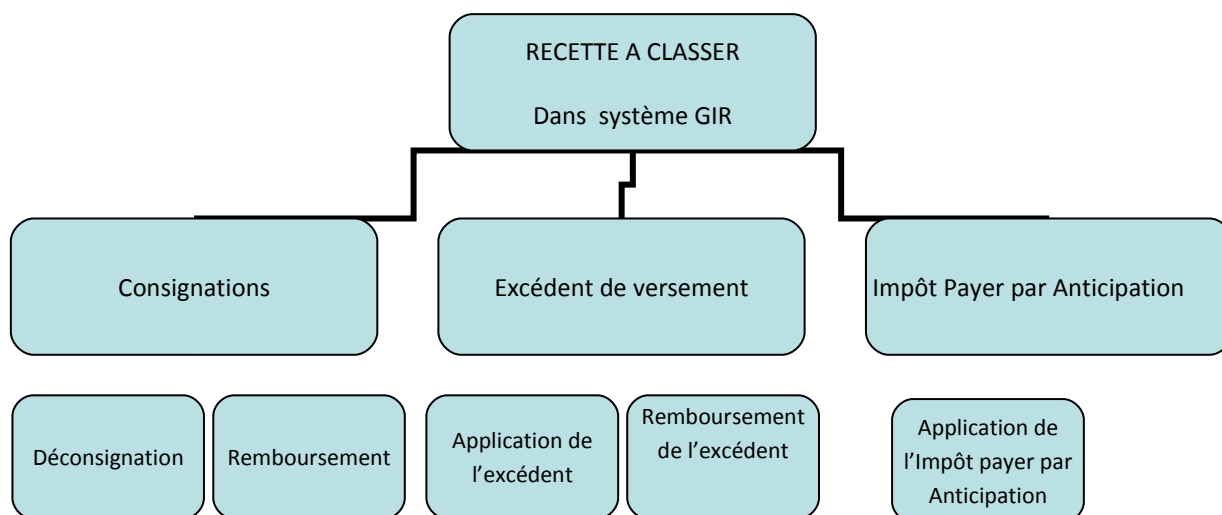 RECETTE A CLASSER
Dans système GIR
Consignations
Excédent de versement
Impôt Payer par Anticipation
Déconsignation
Remboursement
Application de
l’excédent
Remboursement
de l’excédent
Application de
l’Impôt payer par
Anticipation